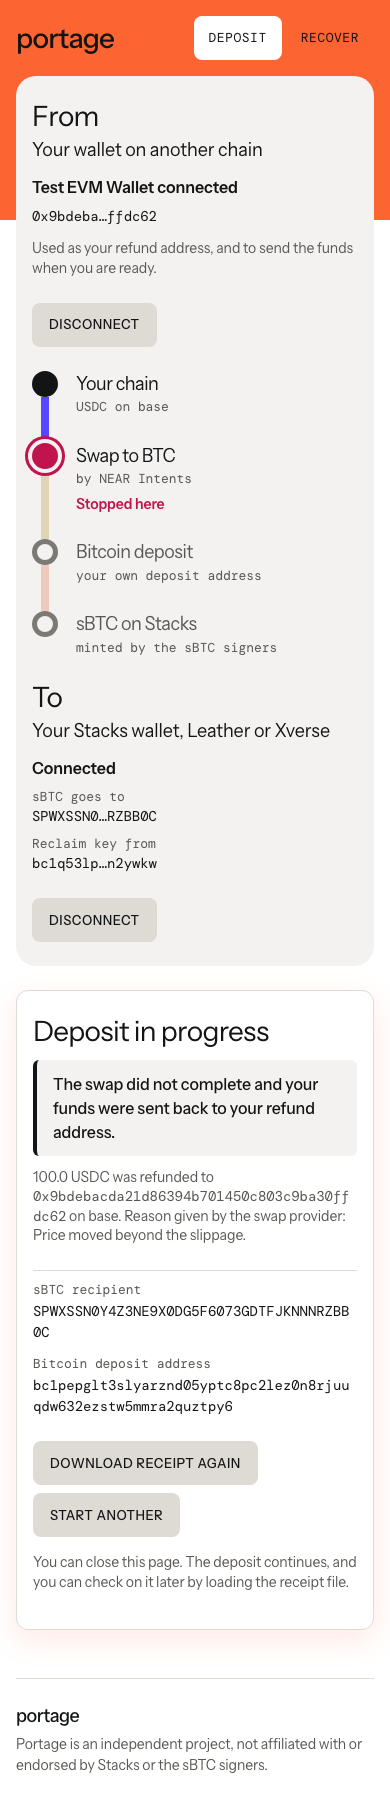 portage
DEPOSIT
RECOVER
From
Your wallet on another chain
Test EVM Wallet connected
0x9bdeba…ffdc62
Used as your refund address, and to send the funds
when you are ready.
DISCONNECT
Your chain
USDC on base
Swap to BTC
by NEAR Intents
Stopped here
Bitcoin deposit
your own deposit address
sBTC on Stacks
minted by the sBTC signers
To
Your Stacks wallet, Leather or Xverse
Connected
sBTC goes to
SPWXSSN0…RZBB0C
Reclaim key from
bc1q53lp…n2ywkw
DISCONNECT
Deposit in progress
The swap did not complete and your
funds were sent back to your refund
address.
100.0 USDC was refunded to
0x9bdebacda21d86394b701450c803c9ba30ff
dc62 on base. Reason given by the swap provider:
Price moved beyond the slippage.
sBTC recipient
SPWXSSN0Y4Z3NE9X0DG5F6073GDTFJKNNNRZBB
0C
Bitcoin deposit address
bc1pepglt3slyarznd05yptc8pc2lez0n8rjuu
qdw632ezstw5mmra2quztpy6
DOWNLOAD RECEIPT AGAIN
START ANOTHER
You can close this page. The deposit continues, and
you can check on it later by loading the receipt file.
portage
Portage is an independent project, not affiliated with or
endorsed by Stacks or the sBTC signers.